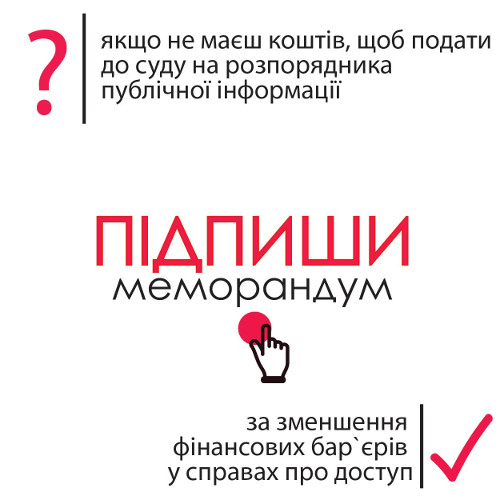 ?
якщо не маєш коштів, щоб подати
до суду на розпорядника
публічної інформації
ПІДПИШИ
меморандум
за зменшення
фінансових бар`єрів
у справах про доступ